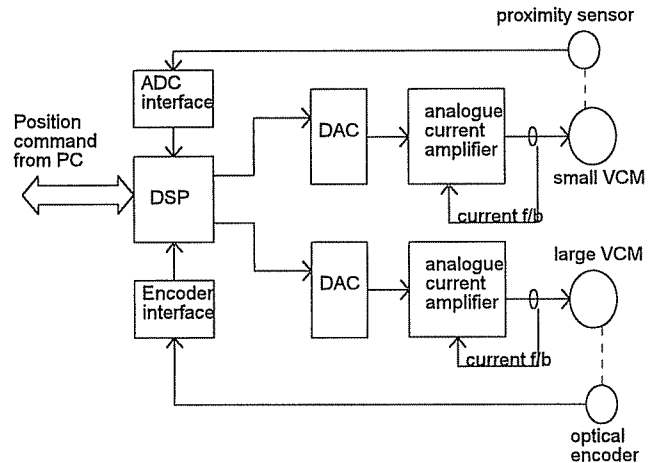 proximity sensor
ADC
interface
Position
command
from PC
DSP
DAC
analogue
current
amplifier
small VCM
current f/b
Encoder
interface
DAC
analogue
current
amplifier
large VCM
current f/b
optical
encoder